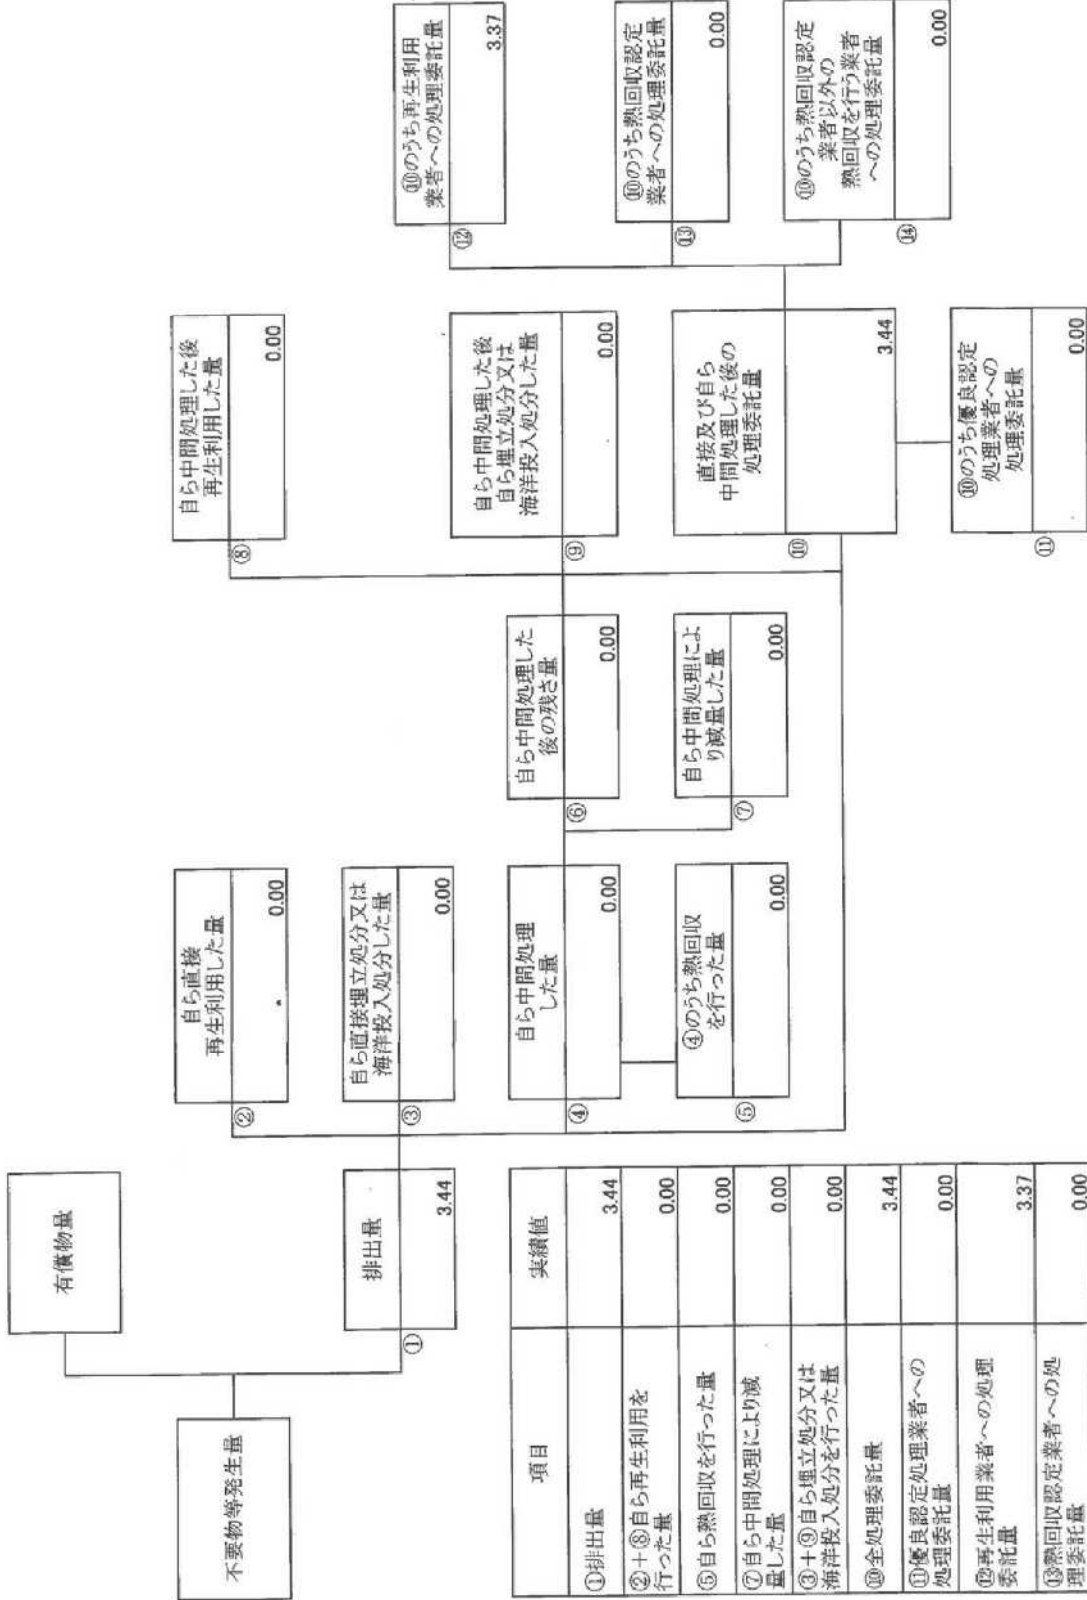 有償物量
不要物等発生量
①
排出量
3.44
②
自ら直接
再生利用した量
0.00
③
自ら直接埋立処分又は
海洋投入処分した量
0.00
④
自ら中間処理
した量
0.00
⑤
④のうち熱回収
を行った量
0.00
⑥
自ら中間処理した
後の残さ量
0.00
⑦
自ら中間処理によ
り減量した量
0.00
⑧
自ら中間処理した後
再生利用した量
0.00
⑨
自ら中間処理した後
自ら埋立処分又は
海洋投入処分した量
0.00
⑩
直接及び自ら
中間処理した後の
処理委託量
3.44
⑪
⑩のうち優良認定
処理業者への
処理委託量
0.00
⑫
⑩のうち再生利用
業者への処理委託量
3.37
⑬
⑩のうち熱回収認定
業者への処理委託量
0.00
⑭
⑩のうち熱回収認定
業者以外の
熱回収を行う業者
への処理委託量
0.00
項目 実績値
①排出量 3.44
②+⑧自ら再生利用を
行った量 0.00
⑤自ら熱回収を行った量 0.00
⑦自ら中間処理により減
量した量 0.00
③+⑨自ら埋立処分又は
海洋投入処分を行った量 0.00
⑩全処理委託量 3.44
⑪優良認定処理業者への
処理委託量 0.00
⑫再生利用業者への処理
委託量 3.37
⑬熱回収認定業者への処
理委託量 0.00